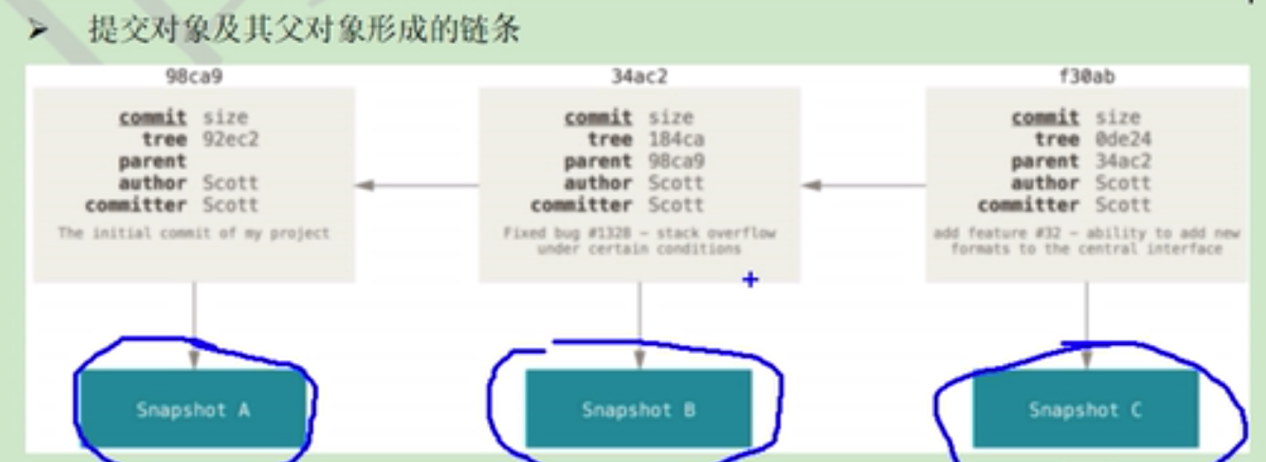 ➤ 提交对象及其父对象形成的链条
98ca9
commit size
tree 92ec2
parent
author Scott
committer Scott
The initial commit of my project
34ac2
commit size
tree 184ca
parent 98ca9
author Scott
committer Scott
Fixed bug #1328 – stack overflow
under certain conditions
f30ab
commit size
tree 0de24
parent 34ac2
author Scott
committer Scott
add feature #32 – ability to add new
formats to the central interface
Snapshot A
Snapshot B
Snapshot C